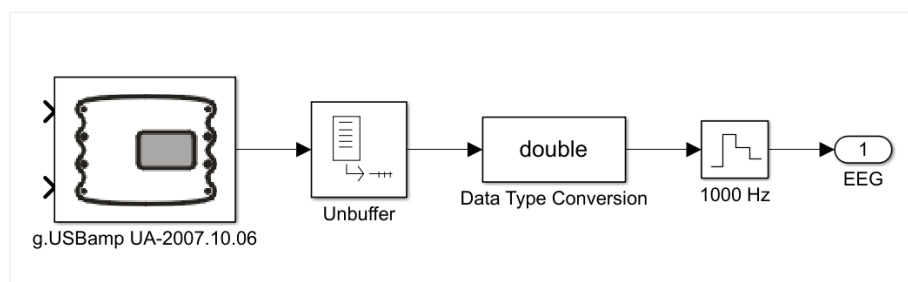 double
1
g.USBamp UA-2007.10.06
Unbuffer
Data Type Conversion
1000 Hz
EEG